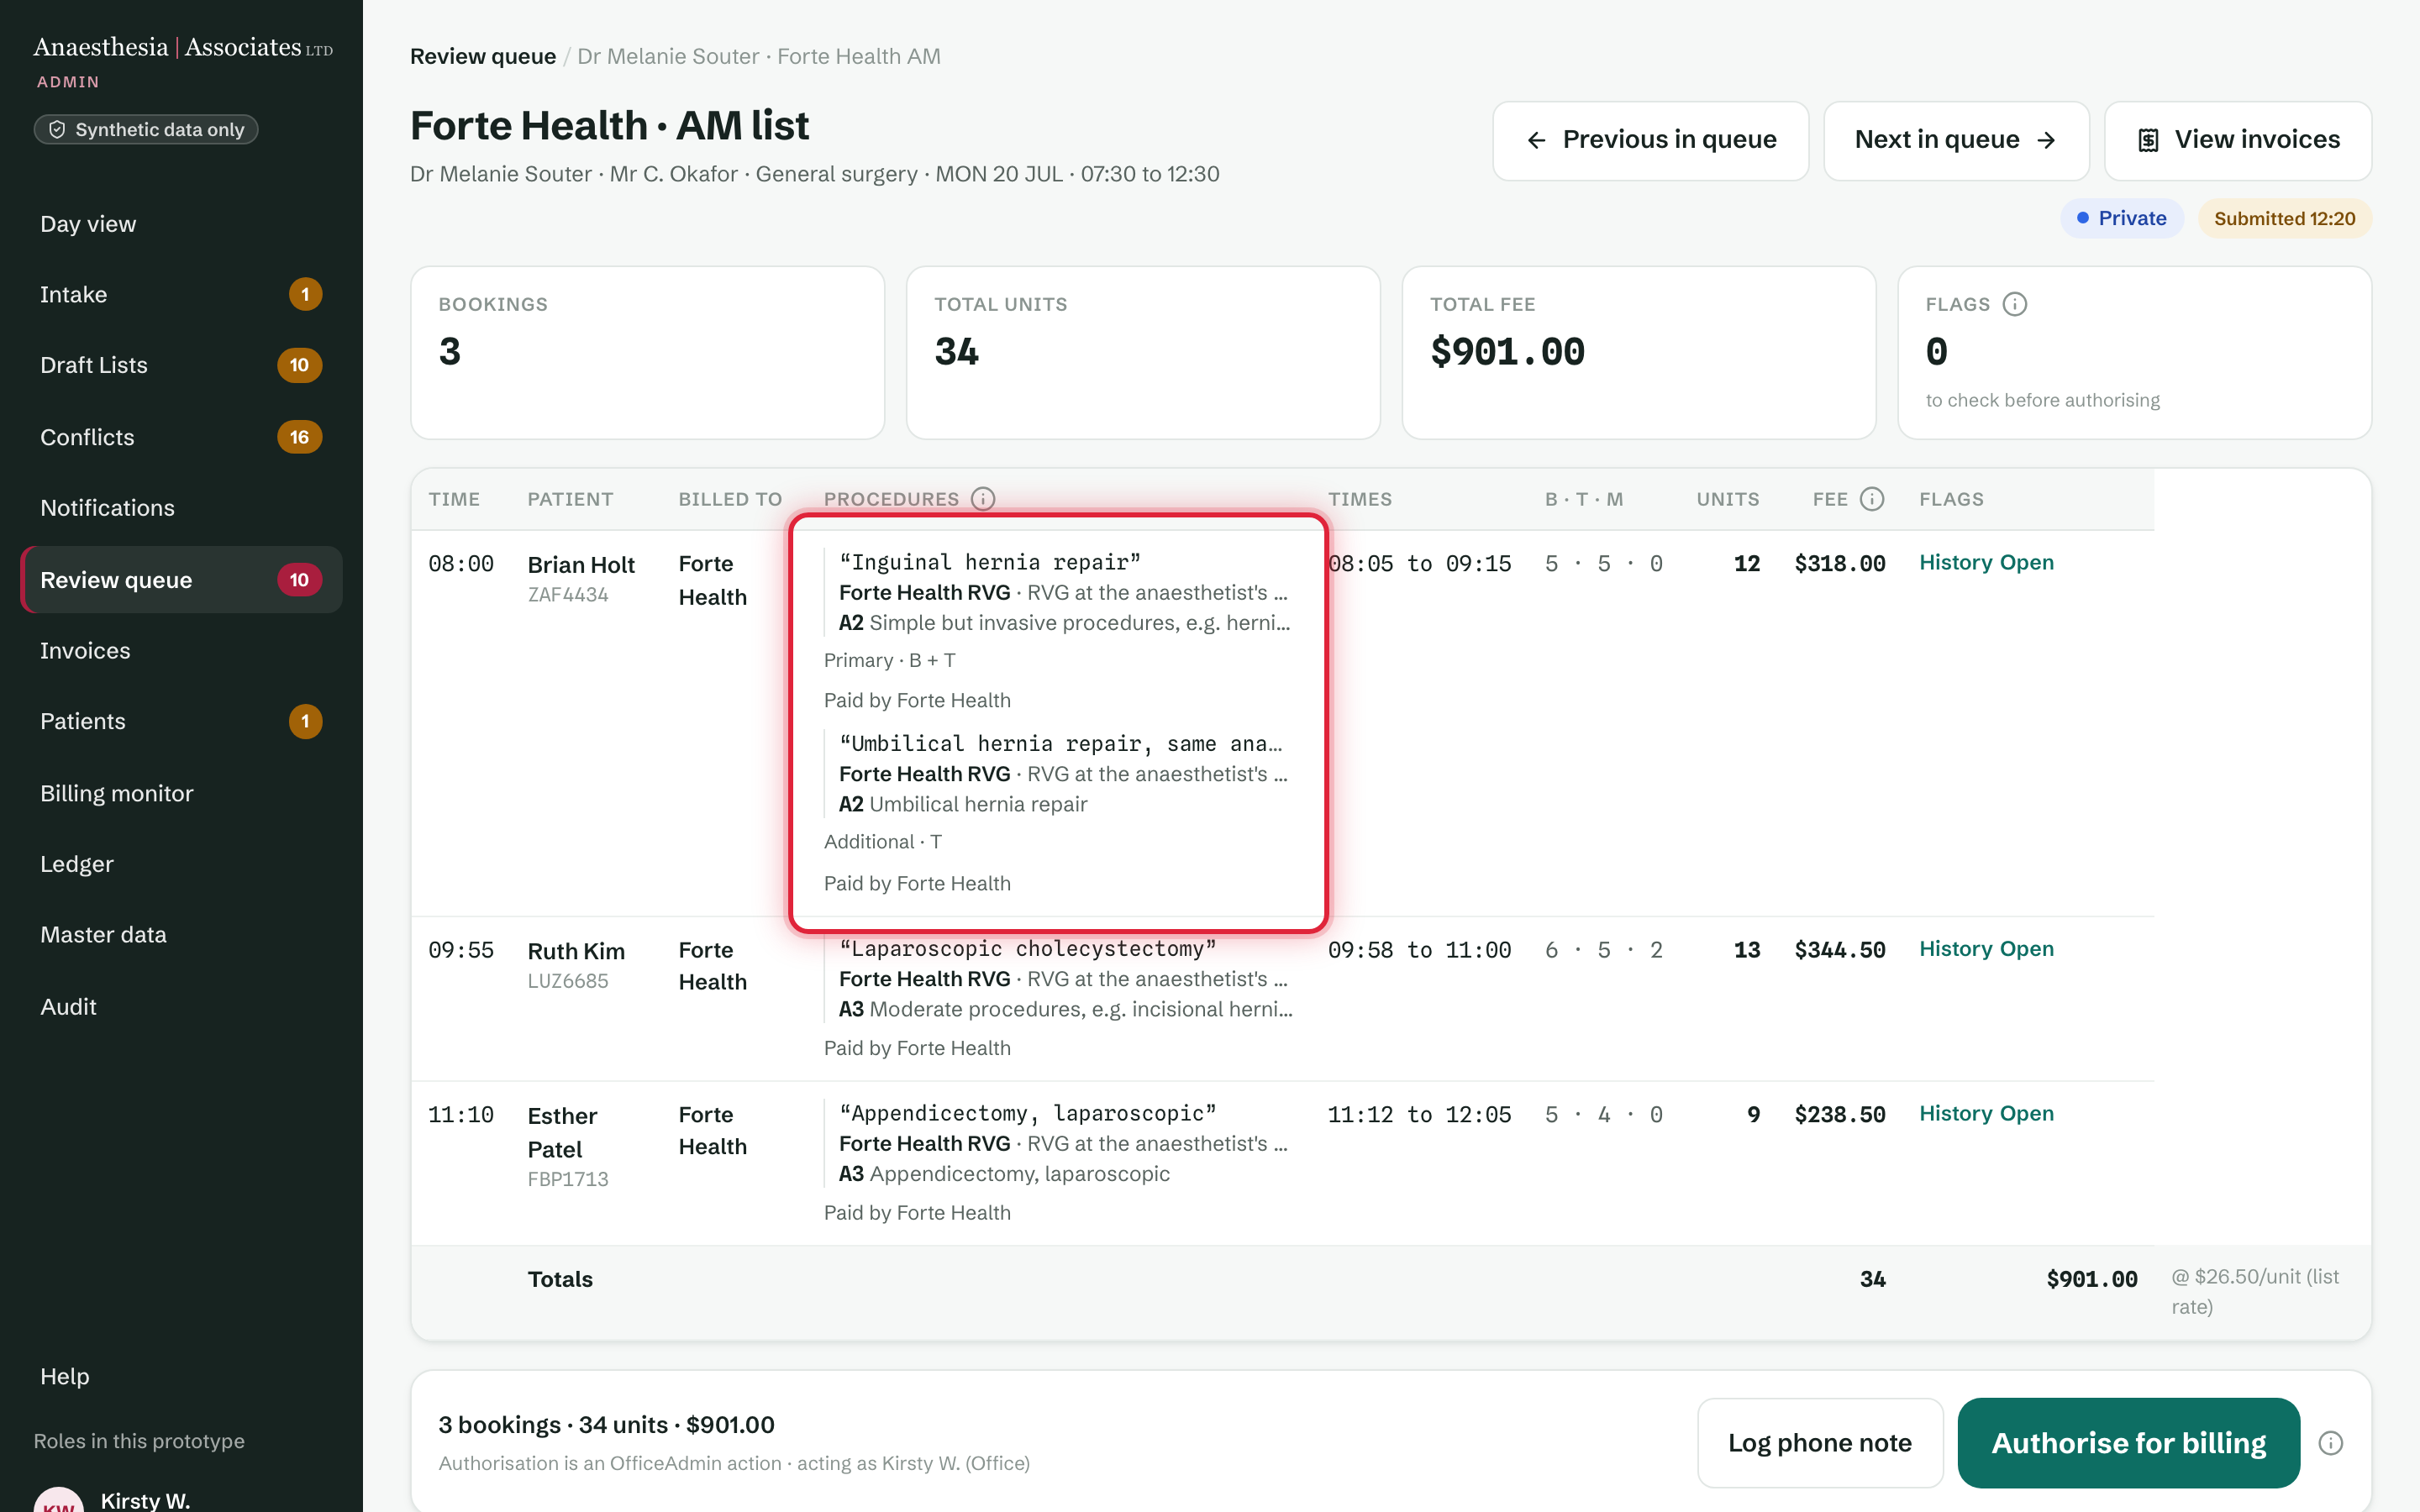 Anaesthesia | Associates LTD
ADMIN
Synthetic data only
Day view
Intake 1
Draft Lists 10
Conflicts 16
Notifications
Review queue 10
Invoices
Patients 1
Billing monitor
Ledger
Master data
Audit
Help
Roles in this prototype
KW Kirsty W.
Review queue / Dr Melanie Souter · Forte Health AM
Forte Health · AM list
Dr Melanie Souter · Mr C. Okafor · General surgery · MON 20 JUL · 07:30 to 12:30
← Previous in queue
Next in queue →
View invoices
Private
Submitted 12:20
BOOKINGS
3
TOTAL UNITS
34
TOTAL FEE
$901.00
FLAGS
0
to check before authorising
TIME PATIENT BILLED TO PROCEDURES TIMES B · T · M UNITS FEE FLAGS
08:00
Brian Holt
ZAF4434
Forte
Health
“Inguinal hernia repair”
Forte Health RVG · RVG at the anaesthetist's ...
A2 Simple but invasive procedures, e.g. herni...
Primary · B + T
Paid by Forte Health
“Umbilical hernia repair, same ana...
Forte Health RVG · RVG at the anaesthetist's ...
A2 Umbilical hernia repair
Additional · T
Paid by Forte Health
08:05 to 09:15 5 · 5 · 0 12 $318.00 History Open
09:55
Ruth Kim
LUZ6685
Forte
Health
“Laparoscopic cholecystectomy”
Forte Health RVG · RVG at the anaesthetist's ...
A3 Moderate procedures, e.g. incisional herni...
Paid by Forte Health
09:58 to 11:00 6 · 5 · 2 13 $344.50 History Open
11:10
Esther
Patel
FBP1713
Forte
Health
“Appendicectomy, laparoscopic”
Forte Health RVG · RVG at the anaesthetist's ...
A3 Appendicectomy, laparoscopic
Paid by Forte Health
11:12 to 12:05 5 · 4 · 0 9 $238.50 History Open
Totals 34 $901.00 @ $26.50/unit (list
rate)
3 bookings · 34 units · $901.00
Authorisation is an OfficeAdmin action · acting as Kirsty W. (Office)
Log phone note
Authorise for billing